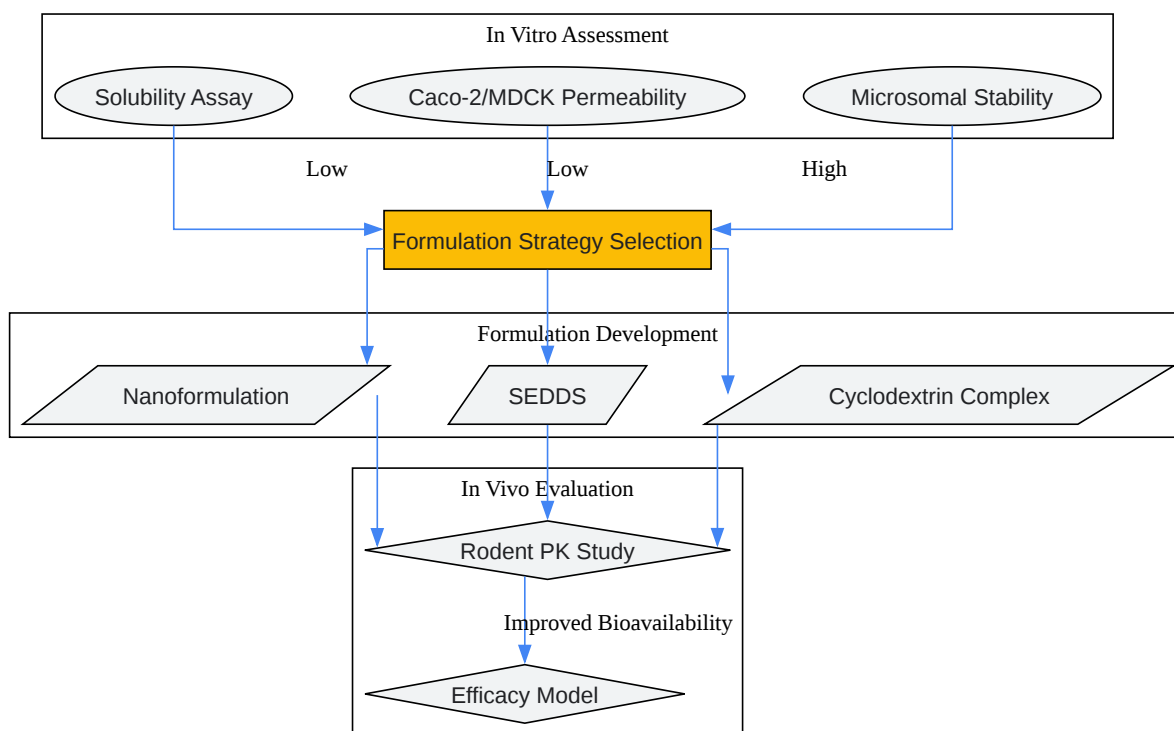 In Vitro Assessment
Solubility Assay
Caco-2/MDCK Permeability
Microsomal Stability
Low
Low
High
Formulation Strategy Selection
Formulation Development
Nanoformulation
SEDDS
Cyclodextrin Complex
In Vivo Evaluation
Rodent PK Study
Improved Bioavailability
Efficacy Model